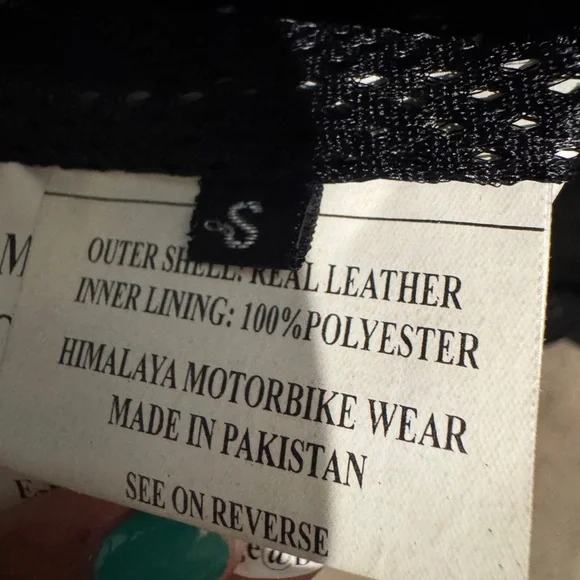 S
OUTER SHELL: REAL LEATHER
INNER LINING: 100%POLYESTER
HIMALAYA MOTORBIKE WEAR
MADE IN PAKISTAN
SEE ON REVERSE